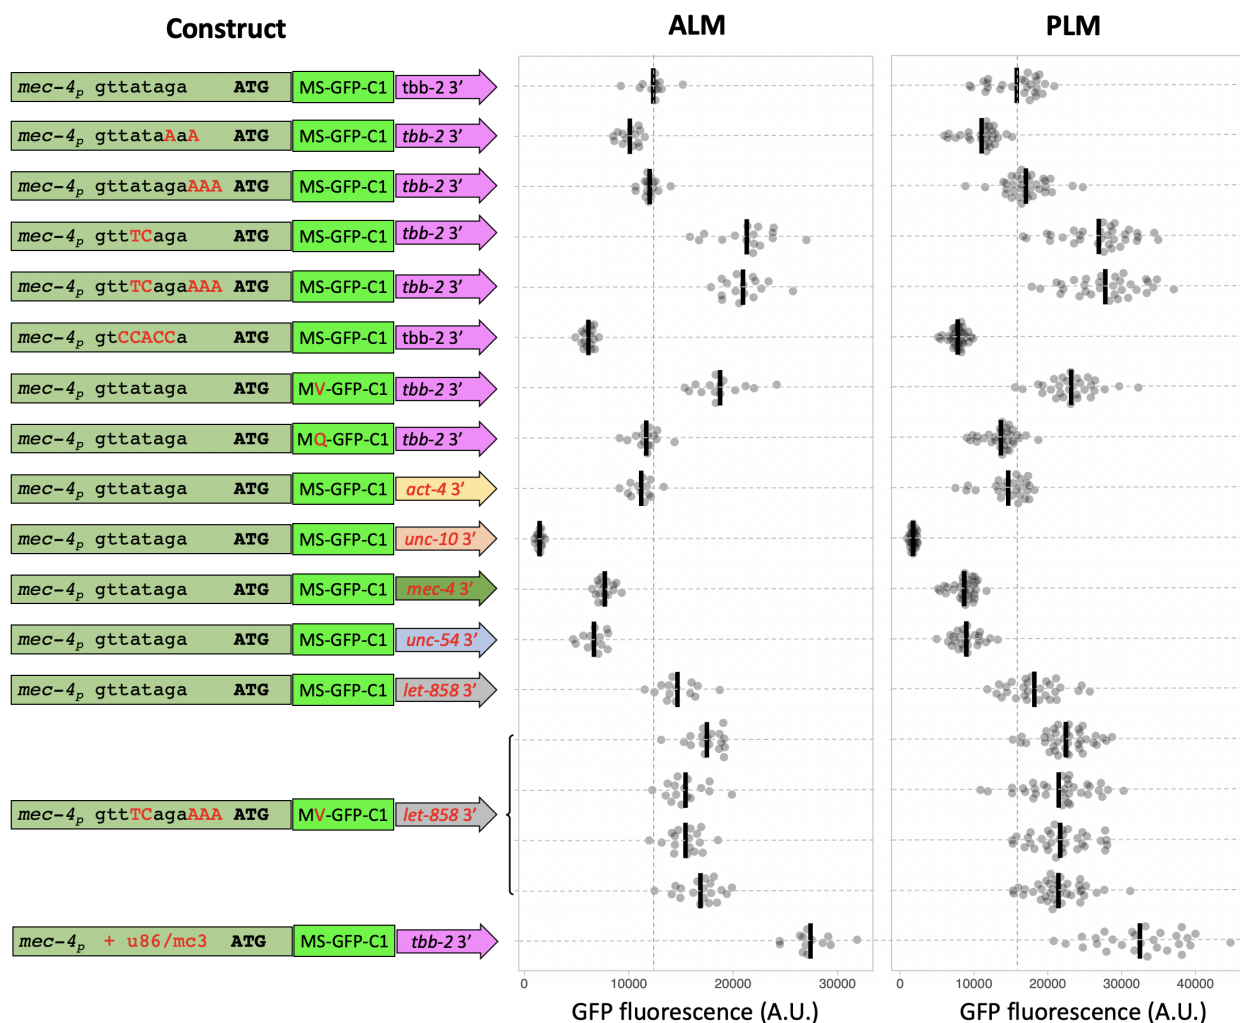 Construct ALM PLM
mec-4p gttataga ATG MS-GFP-C1 tbb-2 3’
mec-4p gttataAaA ATG MS-GFP-C1 tbb-2 3’
mec-4p gttatagaAAA ATG MS-GFP-C1 tbb-2 3’
mec-4p gttTCaga ATG MS-GFP-C1 tbb-2 3’
mec-4p gttTCagaAAA ATG MS-GFP-C1 tbb-2 3’
mec-4p gtCCACCa ATG MS-GFP-C1 tbb-2 3’
mec-4p gttataga ATG MV-GFP-C1 tbb-2 3’
mec-4p gttataga ATG MQ-GFP-C1 tbb-2 3’
mec-4p gttataga ATG MS-GFP-C1 act-4 3’
mec-4p gttataga ATG MS-GFP-C1 unc-10 3’
mec-4p gttataga ATG MS-GFP-C1 mec-4 3’
mec-4p gttataga ATG MS-GFP-C1 unc-54 3’
mec-4p gttataga ATG MS-GFP-C1 let-858 3’
mec-4p gttTCagaAAA ATG MV-GFP-C1 let-858 3’
mec-4p + u86/mc3 ATG MS-GFP-C1 tbb-2 3’
0 10000 20000 30000 0 10000 20000 30000 40000
GFP fluorescence (A.U.) GFP fluorescence (A.U.)